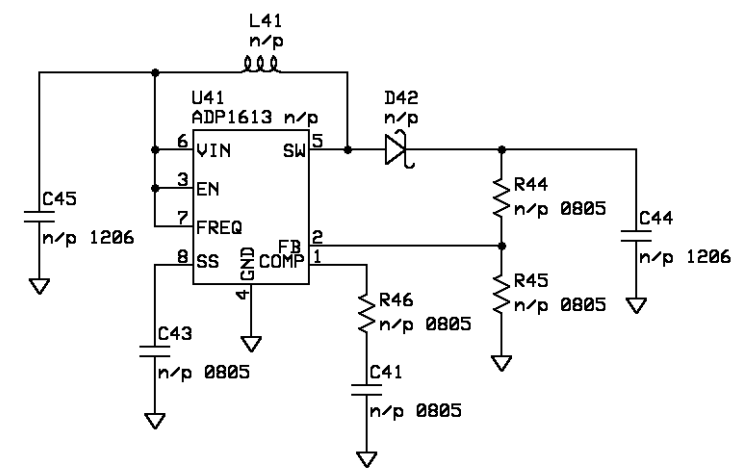 L41
n/p
U41
ADP1613 n/p
D42
n/p
6
VIN
SW
5
3
EN
7
FREQ
8
SS
GND
4
FB
2
COMP
1
C45
n/p 1206
R44
n/p 0805
C44
n/p 1206
R45
n/p 0805
R46
n/p 0805
C43
n/p 0805
C41
n/p 0805